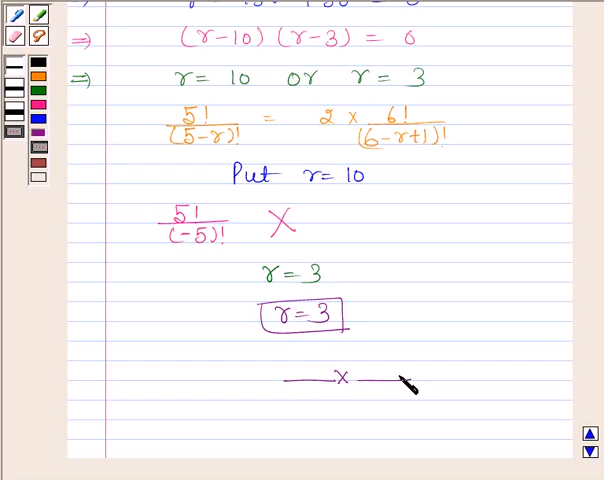 ⇒ (r-10) (r-3) = 0
⇒ r = 10 or r = 3
5!/(5-r)! = 2 × 6!/(6-r+1)!
Put r = 10
5!/(-5)! X
r = 3
r = 3
—— x ——